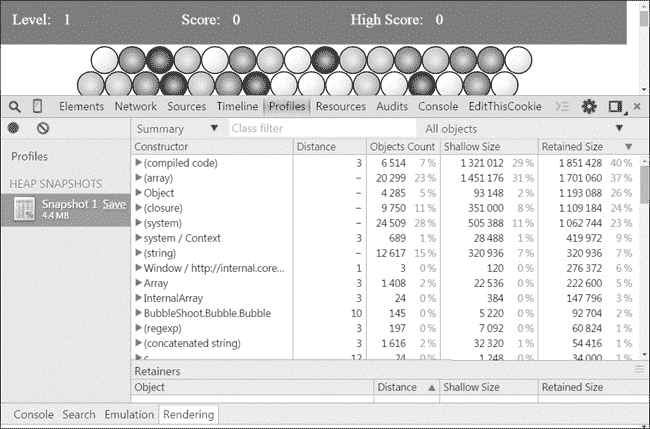 Level: 1 Score: 0 High Score: 0
Elements Network Sources Timeline Profiles Resources Audits Console EditThisCookie
Summary ▼ Class filter All objects ▼
Profiles
HEAP SNAPSHOTS
Snapshot 1 Save
4.4 MB
Constructor Distance Objects Count Shallow Size Retained Size ▼
(compiled code) 3 6 514 7 % 1 321 012 29 % 1 851 428 40 %
(array) – 20 299 23 % 1 451 176 31 % 1 701 060 37 %
Object – 4 285 5 % 93 148 2 % 1 193 088 26 %
(closure) – 9 750 11 % 351 000 8 % 1 109 184 24 %
(system) – 24 509 28 % 505 388 11 % 1 062 744 23 %
system / Context 3 689 1 % 28 488 1 % 419 972 9 %
(string) – 12 617 15 % 320 936 7 % 320 936 7 %
Window / http://internal.core... 1 3 0 % 120 0 % 276 372 6 %
Array 3 1 408 2 % 22 536 0 % 222 600 5 %
InternalArray 3 24 0 % 384 0 % 147 796 3 %
BubbleShoot.Bubble.Bubble 10 145 0 % 5 220 0 % 92 704 2 %
(regexp) 3 197 0 % 7 092 0 % 60 824 1 %
(concatenated string) 3 1 616 2 % 32 320 1 % 54 416 1 %
c 12 24 0 % 1 248 0 % 34 000 1 %
Retainers
Object Distance ▲ Shallow Size Retained Size
Console Search Emulation Rendering